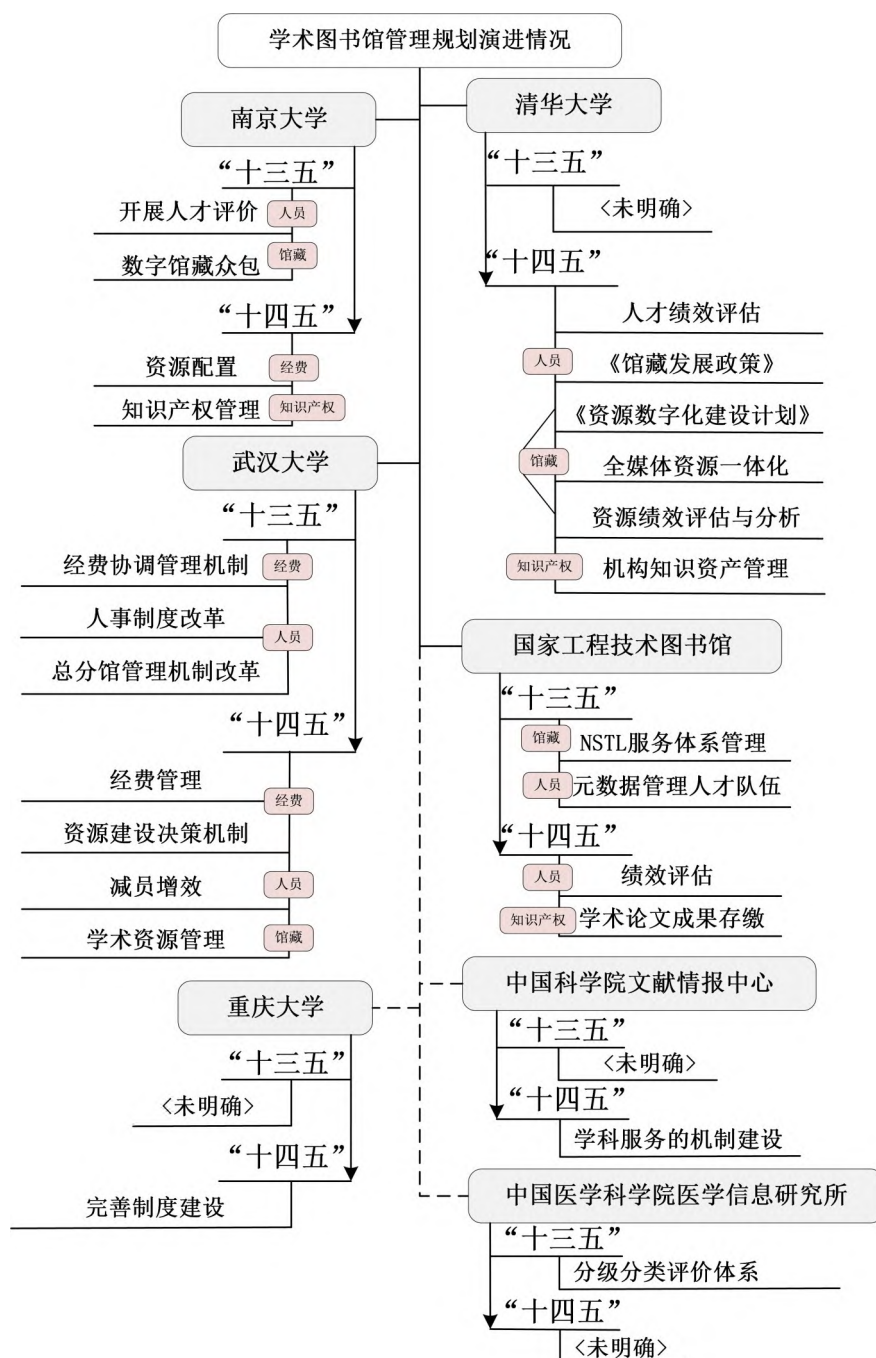 学术图书馆管理规划演进情况
南京大学
“十三五”
开展人才评价
人员
数字馆藏众包
馆藏
“十四五”
资源配置
经费
知识产权管理
知识产权
武汉大学
“十三五”
经费协调管理机制
经费
人事制度改革
人员
总分馆管理机制改革
“十四五”
经费管理
经费
资源建设决策机制
减员增效
人员
学术资源管理
馆藏
重庆大学
“十三五”
<未明确>
“十四五”
完善制度建设
清华大学
“十三五”
<未明确>
“十四五”
人才绩效评估
人员
《馆藏发展政策》
《资源数字化建设计划》
馆藏
全媒体资源一体化
资源绩效评估与分析
知识产权
机构知识资产管理
国家工程技术图书馆
“十三五”
馆藏
NSTL服务体系管理
人员
元数据管理人才队伍
“十四五”
人员
绩效评估
知识产权
学术论文成果存缴
中国科学院文献情报中心
“十三五”
<未明确>
“十四五”
学科服务的机制建设
中国医学科学院医学信息研究所
“十三五”
分级分类评价体系
“十四五”
<未明确>